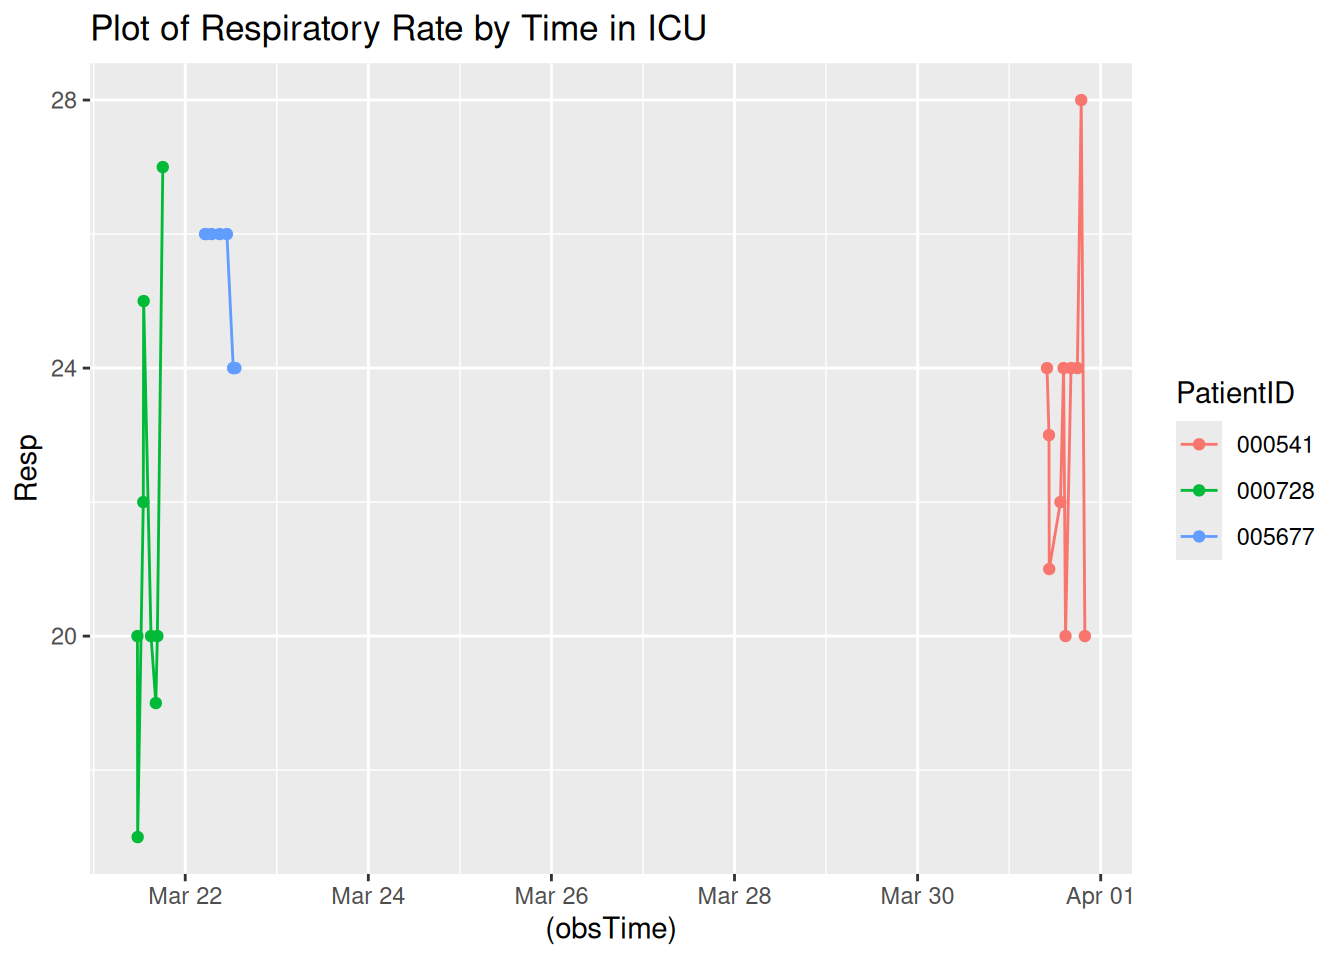 Plot of Respiratory Rate by Time in ICU
28
24
20
Resp
Mar 22
Mar 24
Mar 26
Mar 28
Mar 30
Apr 01
(obsTime)
PatientID
000541
000728
005677